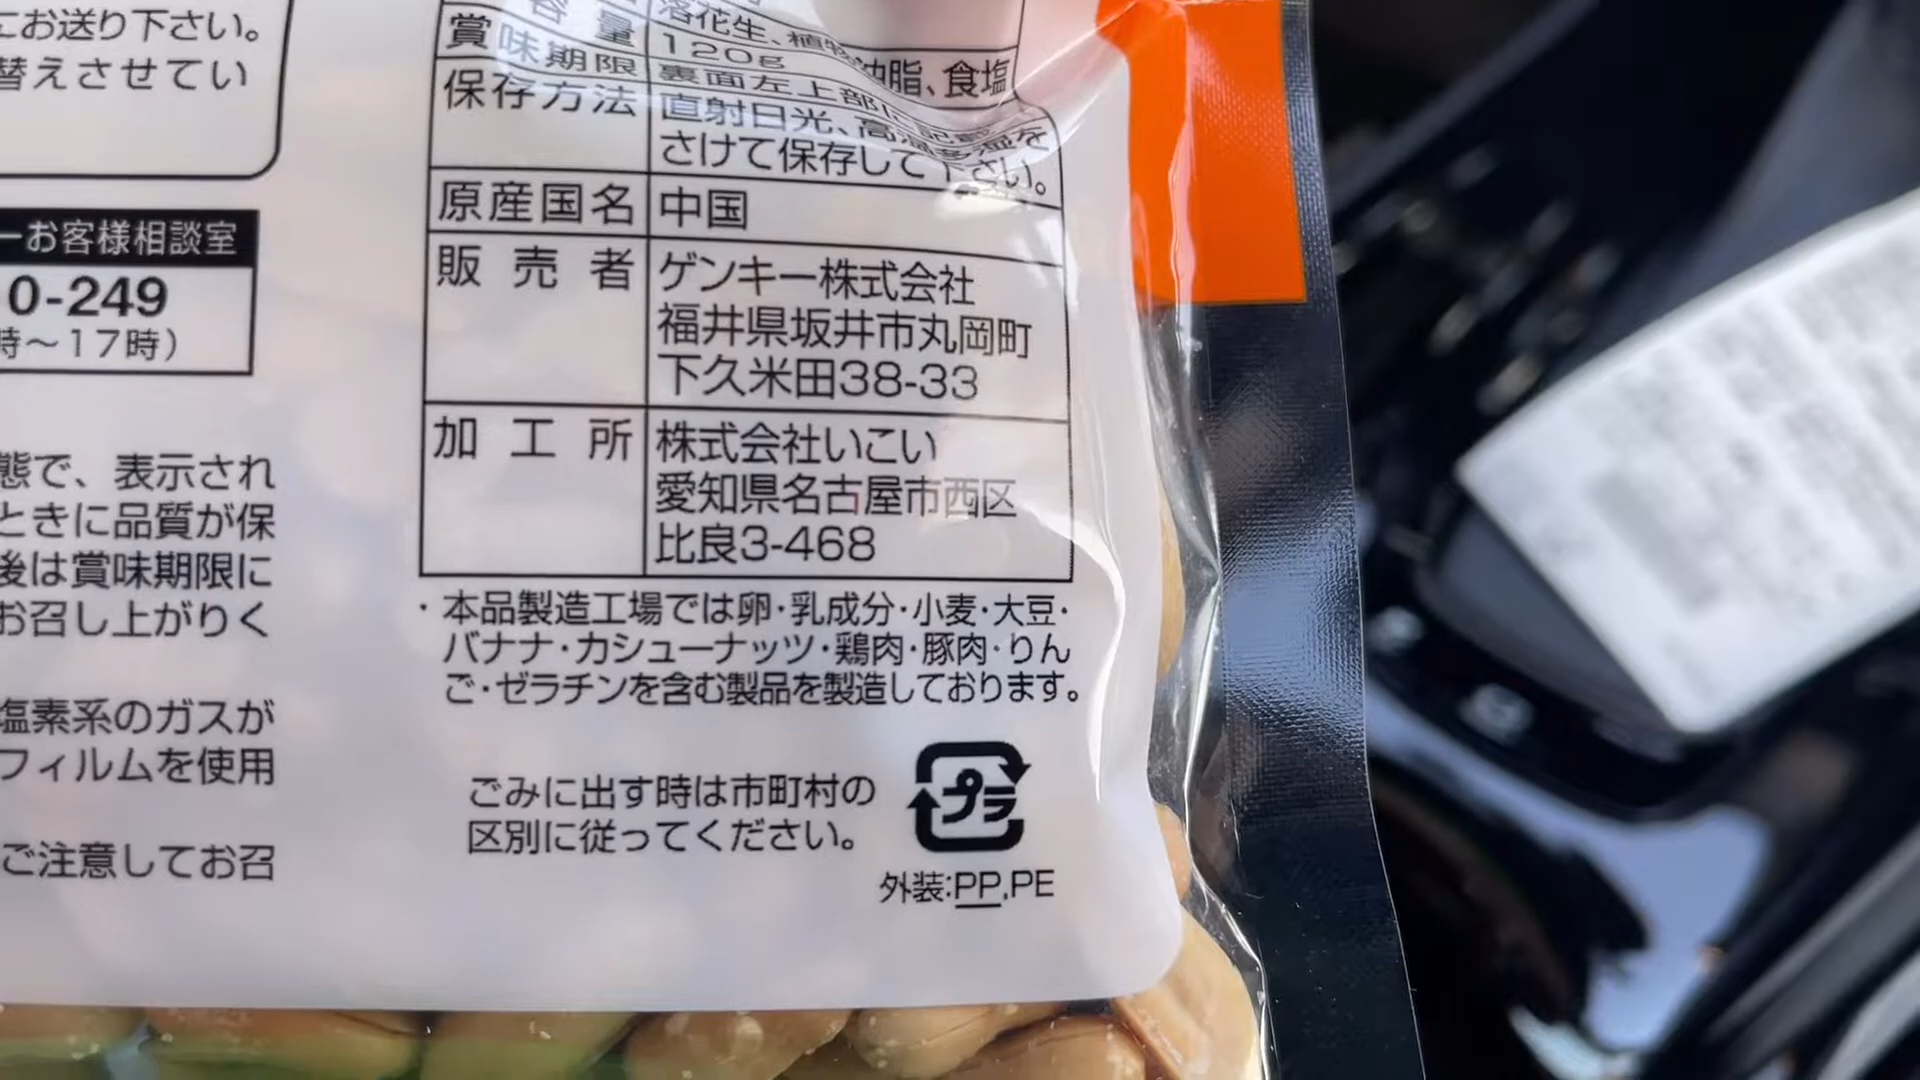 にお送り下さい。
替えさせてい
ーお客様相談室
0-249
時～17時）
態で、表示され
ときに品質が保
後は賞味期限に
お召し上がりく
塩素系のガスが
フィルムを使用
ご注意してお召
落花生、植物油脂、食塩
容量 120g
賞味期限 裏面左上部に記載
保存方法 直射日光、高温多湿を
さけて保存して下さい。
原産国名 中国
販売者 ゲンキー株式会社
福井県坂井市丸岡町
下久米田38-33
加工所 株式会社いこい
愛知県名古屋市西区
比良3-468
・本品製造工場では卵・乳成分・小麦・大豆・
バナナ・カシューナッツ・鶏肉・豚肉・りん
ご・ゼラチンを含む製品を製造しております。
ごみに出す時は市町村の
区別に従ってください。
プラ
外装:PP,PE